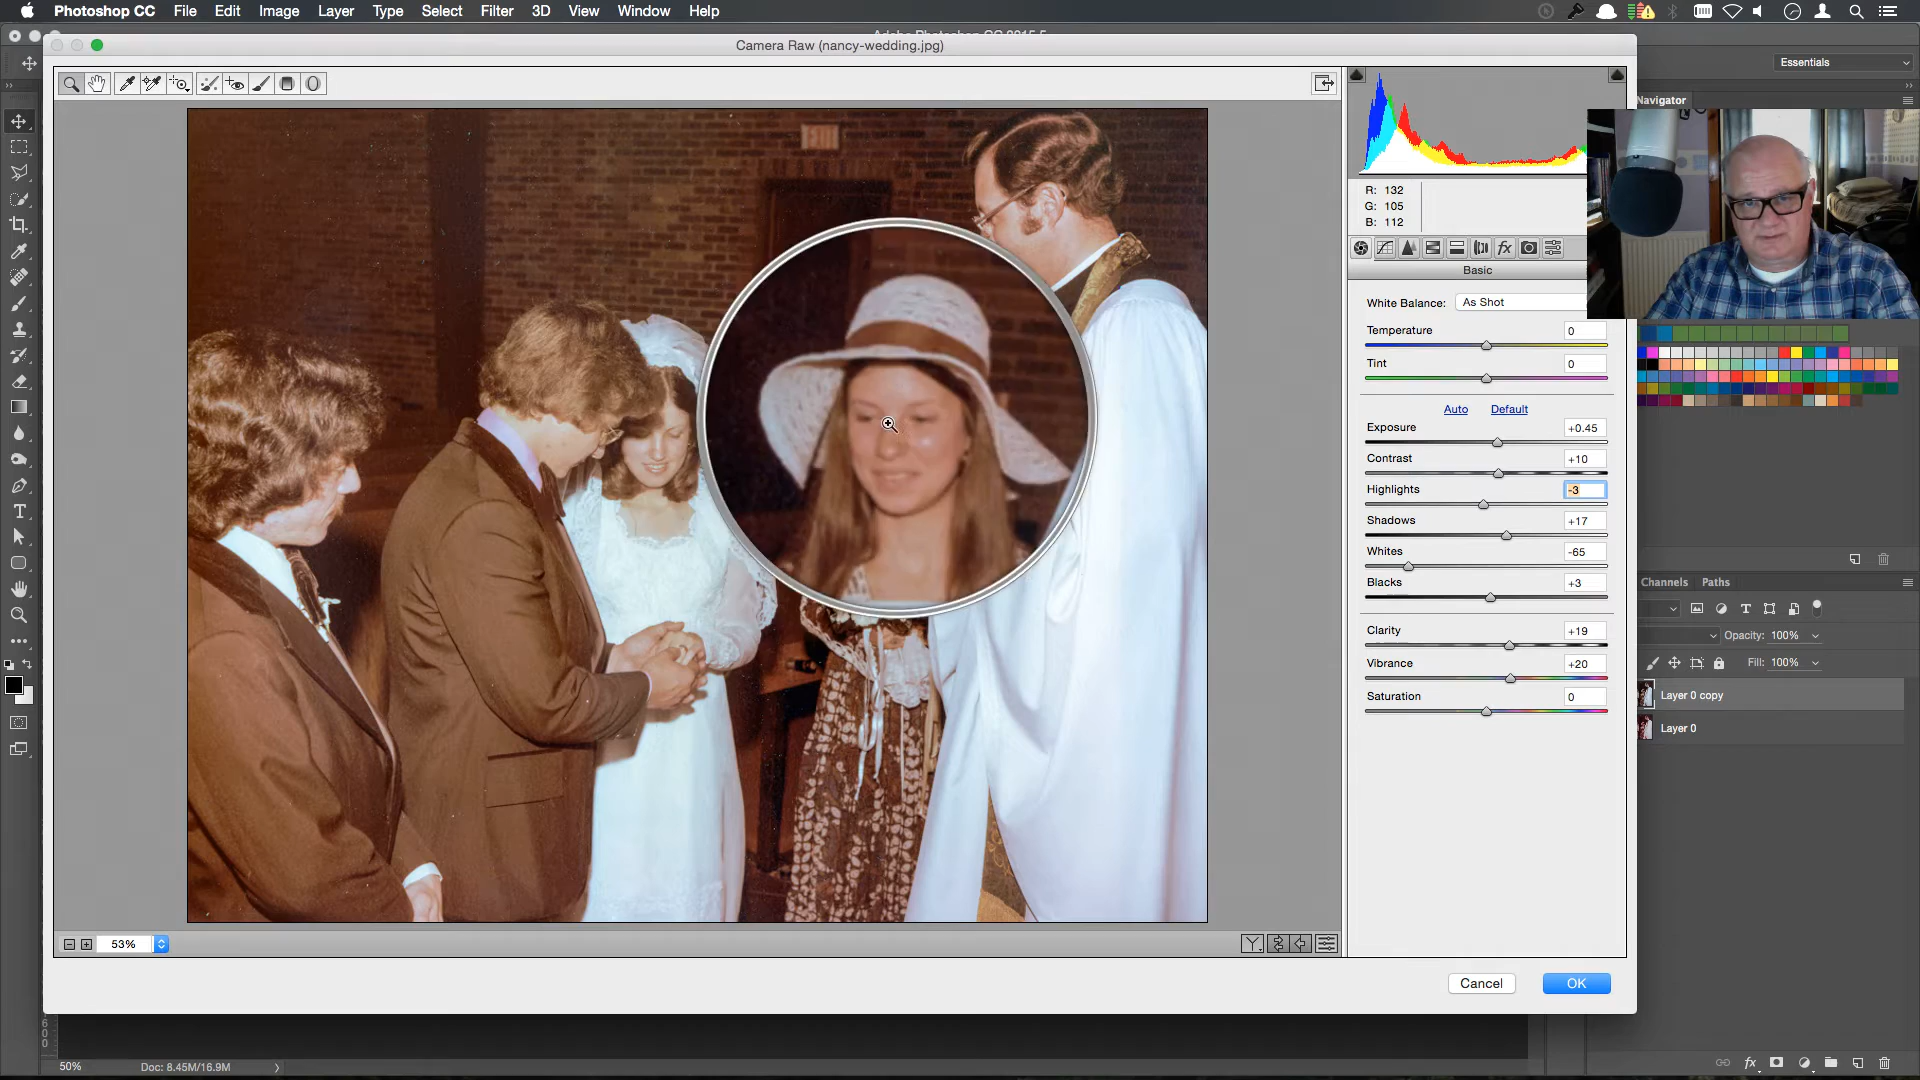 Photoshop CC File Edit Image Layer Type Select Filter 3D View Window Help
Camera Raw (nancy-wedding.jpg)
Essentials
Navigator
R: 132
G: 105
B: 112
fx
Basic
White Balance: As Shot
Temperature 0
Tint 0
Auto Default
Exposure +0.45
Contrast +10
Highlights -3
Shadows +17
Whites -65
Blacks +3
Clarity +19
Vibrance +20
Saturation 0
Channels Paths
Opacity: 100%
Fill: 100%
Layer 0 copy
Layer 0
53%
Cancel OK
50% Doc: 8.45M/16.9M
fx